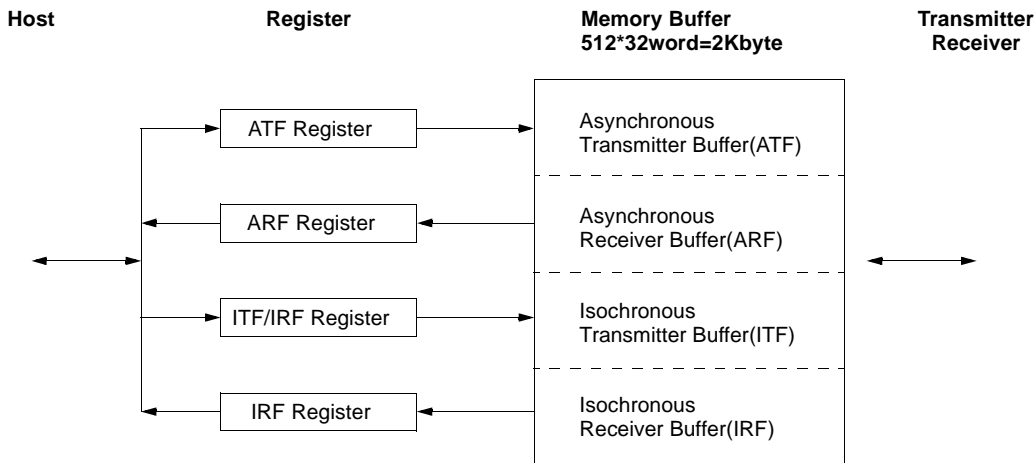 Host
Register
Memory Buffer
512*32word=2Kbyte
Transmitter
Receiver
ATF Register
Asynchronous
Transmitter Buffer(ATF)
ARF Register
Asynchronous
Receiver Buffer(ARF)
ITF/IRF Register
Isochronous
Transmitter Buffer(ITF)
IRF Register
Isochronous
Receiver Buffer(IRF)